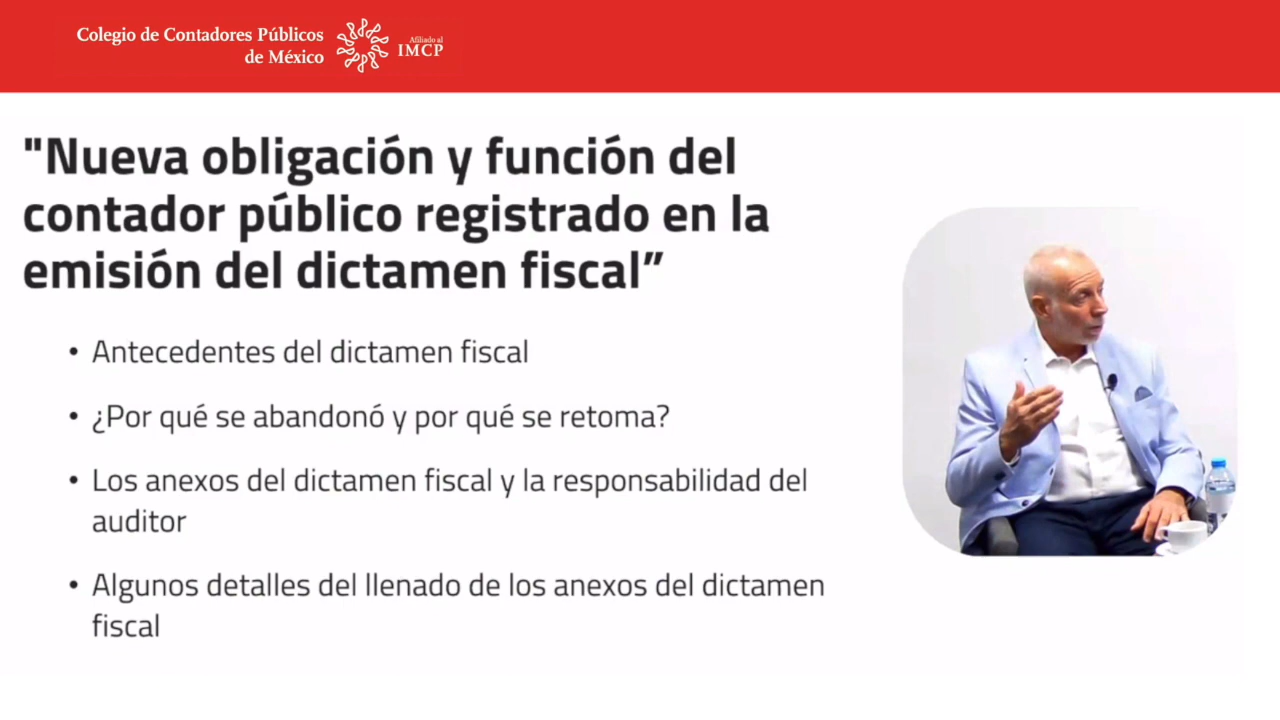 Colegio de Contadores Públicos
de México
Afiliado al
IMCP
"Nueva obligación y función del
contador público registrado en la
emisión del dictamen fiscal”
• Antecedentes del dictamen fiscal
• ¿Por qué se abandonó y por qué se retoma?
• Los anexos del dictamen fiscal y la responsabilidad del
auditor
• Algunos detalles del llenado de los anexos del dictamen
fiscal